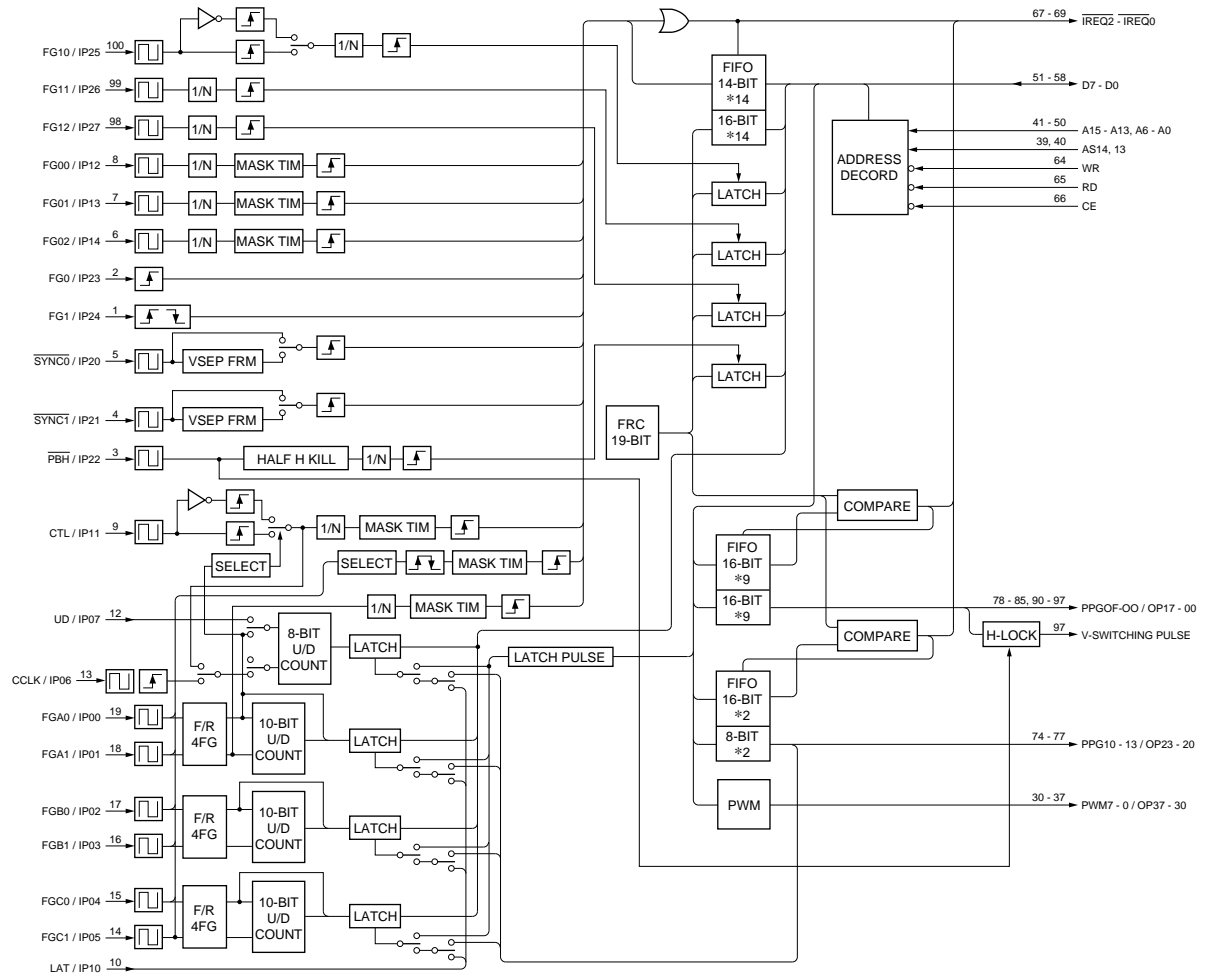 67 - 69
IREQ2 - IREQ0
FG10 / IP25
100
1/N
FIFO
14-BIT
*14
51 - 58
D7 - D0
FG11 / IP26
99
1/N
16-BIT
*14
41 - 50
A15 - A13, A6 - A0
FG12 / IP27
98
1/N
39, 40
AS14, 13
ADDRESS
DECORD
64
WR
FG00 / IP12
8
1/N
MASK TIM
65
RD
LATCH
66
CE
FG01 / IP13
7
1/N
MASK TIM
FG02 / IP14
6
1/N
MASK TIM
LATCH
FG0 / IP23
2
FG1 / IP24
1
LATCH
SYNC0 / IP20
5
VSEP FRM
LATCH
SYNC1 / IP21
4
VSEP FRM
FRC
19-BIT
PBH / IP22
3
HALF H KILL
1/N
COMPARE
CTL / IP11
9
1/N
MASK TIM
FIFO
16-BIT
*9
SELECT
SELECT
MASK TIM
16-BIT
*9
78 - 85, 90 - 97
PPGOF-OO / OP17 - 00
1/N
MASK TIM
UD / IP07
12
8-BIT
U/D
COUNT
LATCH
COMPARE
H-LOCK
97
V-SWITCHING PULSE
LATCH PULSE
CCLK / IP06
13
FIFO
16-BIT
*2
FGA0 / IP00
19
F/R
4FG
10-BIT
U/D
COUNT
LATCH
8-BIT
*2
74 - 77
PPG10 - 13 / OP23 - 20
FGA1 / IP01
18
PWM
30 - 37
PWM7 - 0 / OP37 - 30
FGB0 / IP02
17
F/R
4FG
10-BIT
U/D
COUNT
LATCH
FGB1 / IP03
16
FGC0 / IP04
15
F/R
4FG
10-BIT
U/D
COUNT
LATCH
FGC1 / IP05
14
LAT / IP10
10